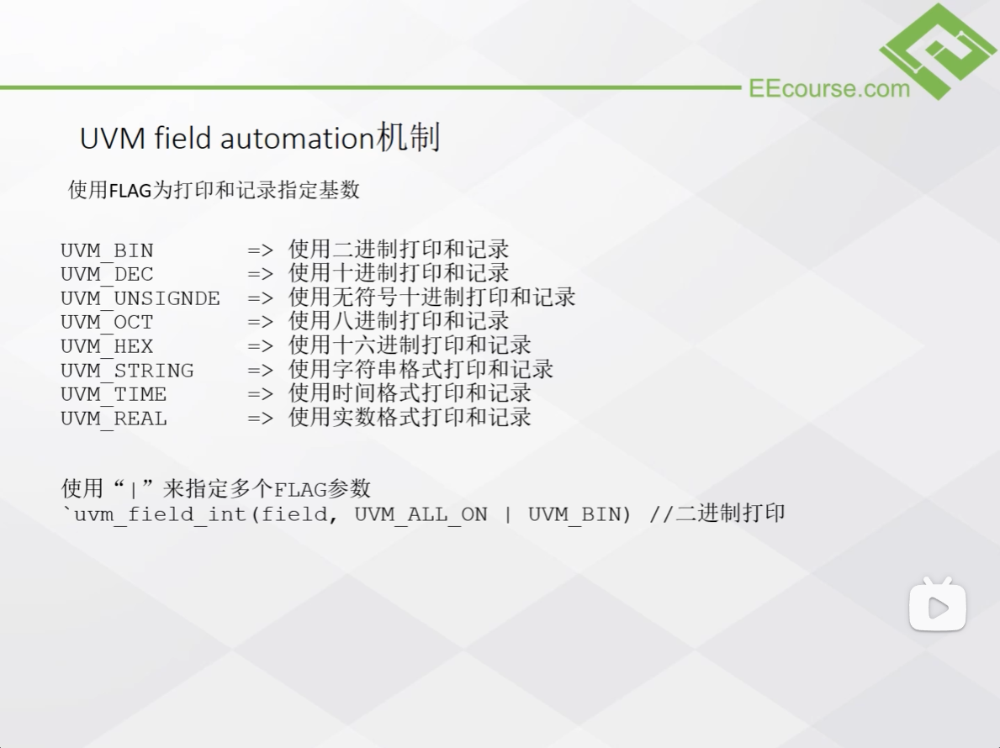 EEcourse.com
UVM field automation机制
使用FLAG为打印和记录指定基数
UVM_BIN => 使用二进制打印和记录
UVM_DEC => 使用十进制打印和记录
UVM_UNSIGNDE => 使用无符号十进制打印和记录
UVM_OCT => 使用八进制打印和记录
UVM_HEX => 使用十六进制打印和记录
UVM_STRING => 使用字符串格式打印和记录
UVM_TIME => 使用时间格式打印和记录
UVM_REAL => 使用实数格式打印和记录
使用“|”来指定多个FLAG参数
`uvm_field_int(field, UVM_ALL_ON | UVM_BIN) //二进制打印